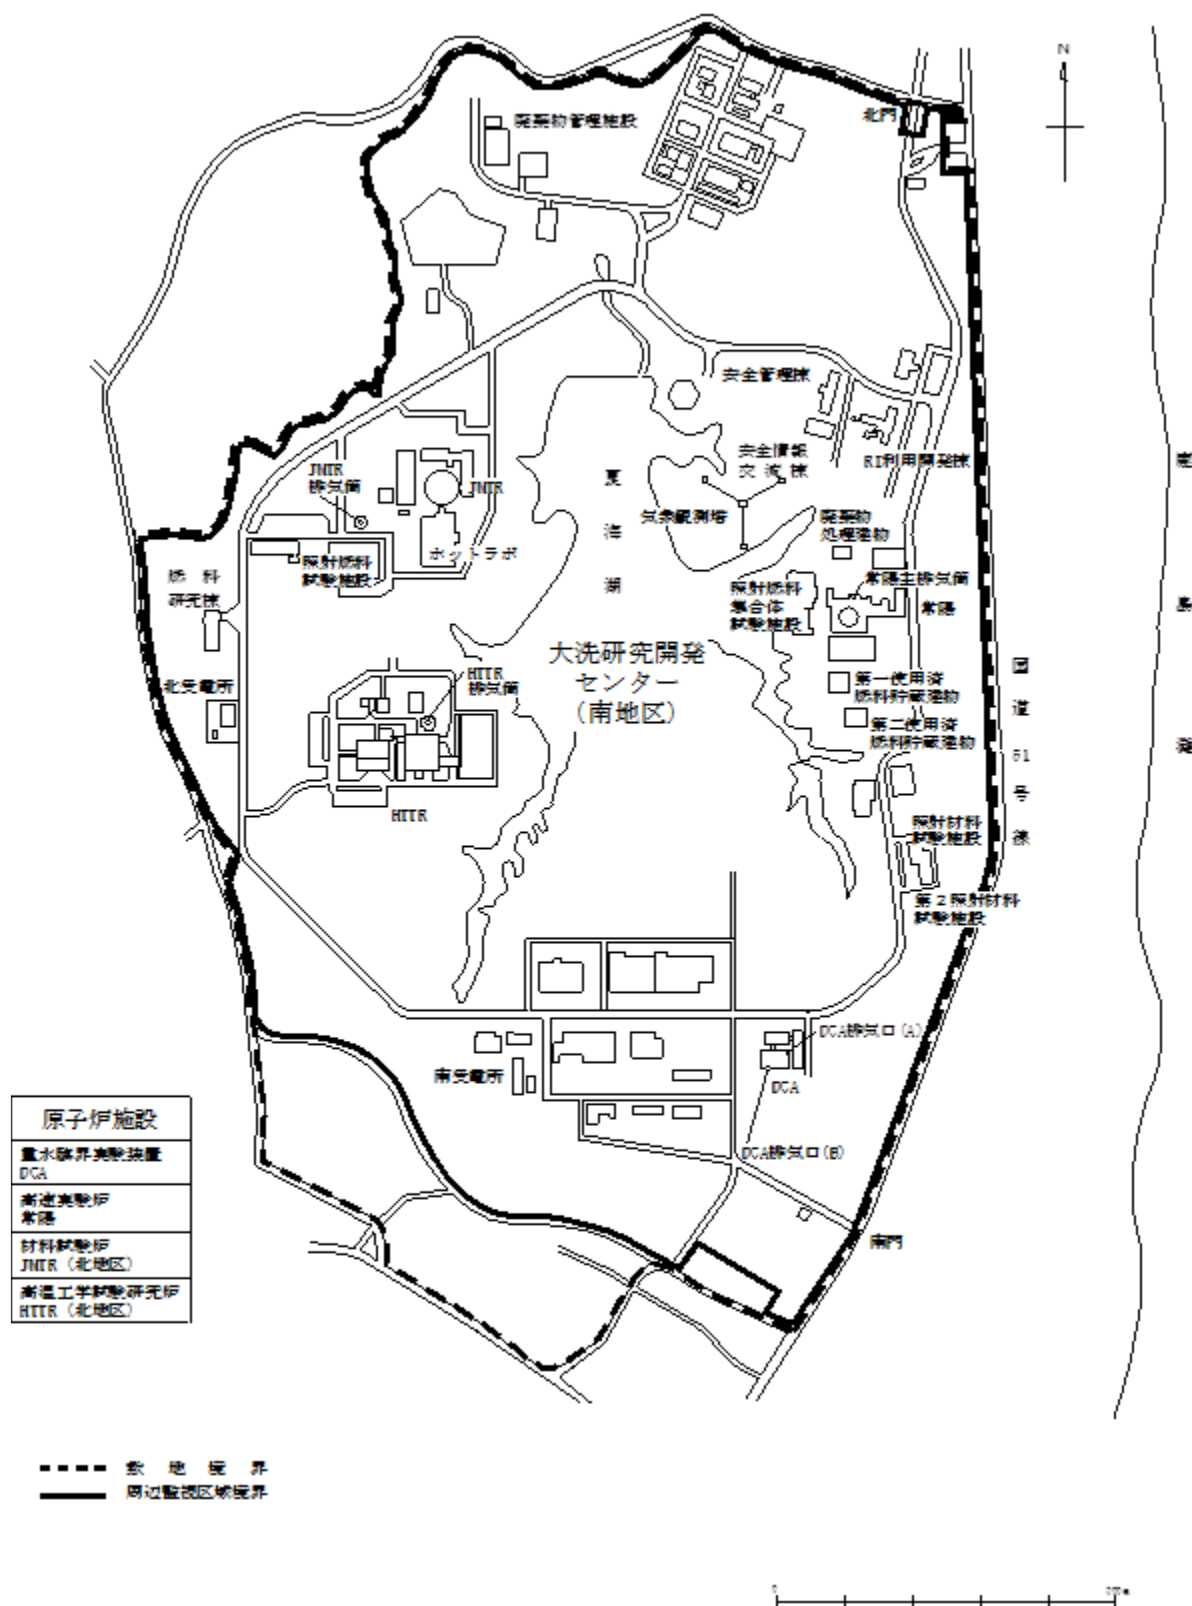 N
北門
廃棄物管理施設
安全管理棟
RI利用開発棟
安全情報
交流棟
気象観測塔
廃棄物
処理建物
夏海湖
鹿島灘
JMTR
排気筒
JMTR
ホットラボ
照射燃料
試験施設
燃料
研究棟
照射燃料
集合体
試験施設
常陽主排気筒
常陽
大洗研究開発
センター
(南地区)
国道51号線
北受電所
HTTR
排気筒
第一使用済
燃料貯蔵建物
第二使用済
燃料貯蔵建物
HTTR
照射材料
試験施設
第2照射材料
試験施設
DCA排気口(A)
南受電所
DCA
DCA排気口(B)
南門
原子炉施設
重水臨界実験装置
DCA
高速実験炉
常陽
材料試験炉
JMTR (北地区)
高温工学試験研究炉
HTTR (北地区)
敷地境界
周辺監視区域境界
0